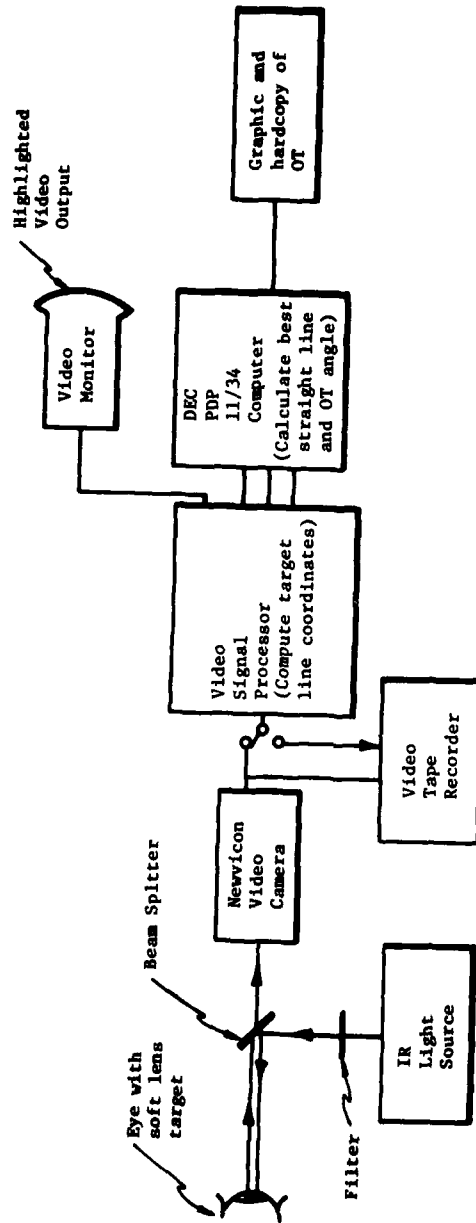 Eye with
soft lens
target
Beam Spltter
Filter
IR
Light
Source
Newvicon
Video
Camera
Video
Tape
Recorder
Video
Signal
Processor
(Compute target
line coordinates)
Video
Monitor
Highlighted
Video
Output
DEC
PDP
11/34
Computer
(Calculate best
straight line
and OT angle)
Graphic and
hardcopy of
OT